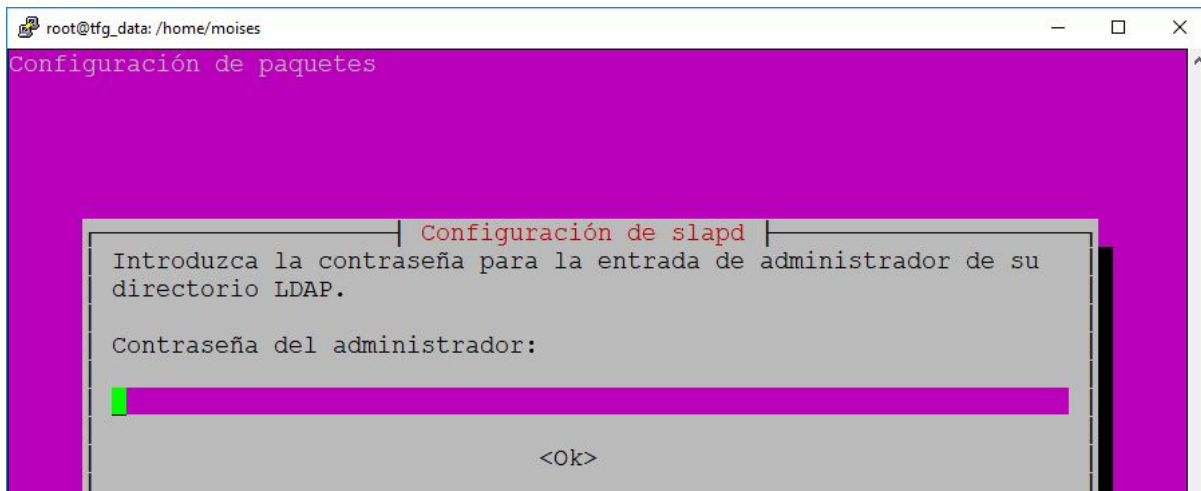 root@tfg_data: /home/moises
Configuración de paquetes
Configuración de slapd
Introduzca la contraseña para la entrada de administrador de su
directorio LDAP.
Contraseña del administrador:
<Ok>